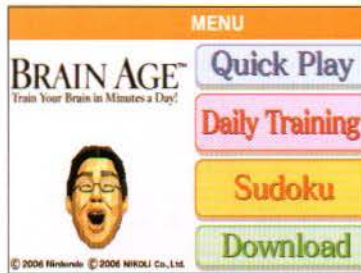 MENU
BRAIN AGE™
Train Your Brain in Minutes a Day!
Quick Play
Daily Training
Sudoku
Download
© 2006 Nintendo © 2006 NIKOLI Co., Ltd.